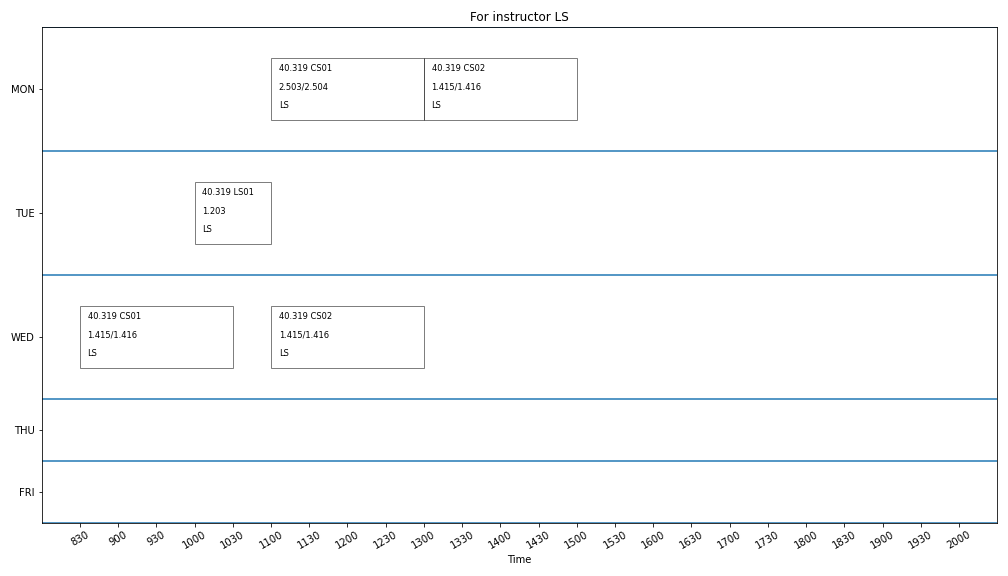 For instructor LS
MON
40.319 CS01
2.503/2.504
LS
40.319 CS02
1.415/1.416
LS
TUE
40.319 LS01
1.203
LS
WED
40.319 CS01
1.415/1.416
LS
40.319 CS02
1.415/1.416
LS
THU
FRI
830 900 930 1000 1030 1100 1130 1200 1230 1300 1330 1400 1430 1500 1530 1600 1630 1700 1730 1800 1830 1900 1930 2000
Time